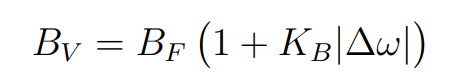 B_V = B_F (1 + K_B|Δω|)